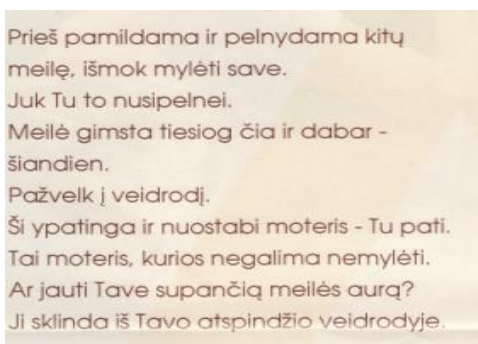 Prieš pamildama ir pelnydama kitų
meilę, išmok mylėti save.
Juk Tu to nusipelnei.
Meilė gimsta tiesiog čia ir dabar -
šiandien.
Pažvelk į veidrodį.
Ši ypatinga ir nuostabi moteris - Tu pati.
Tai moteris, kurios negalima nemylėti.
Ar jauti Tave supančią meilės aurą?
Ji sklinda iš Tavo atspindžio veidrodyje.